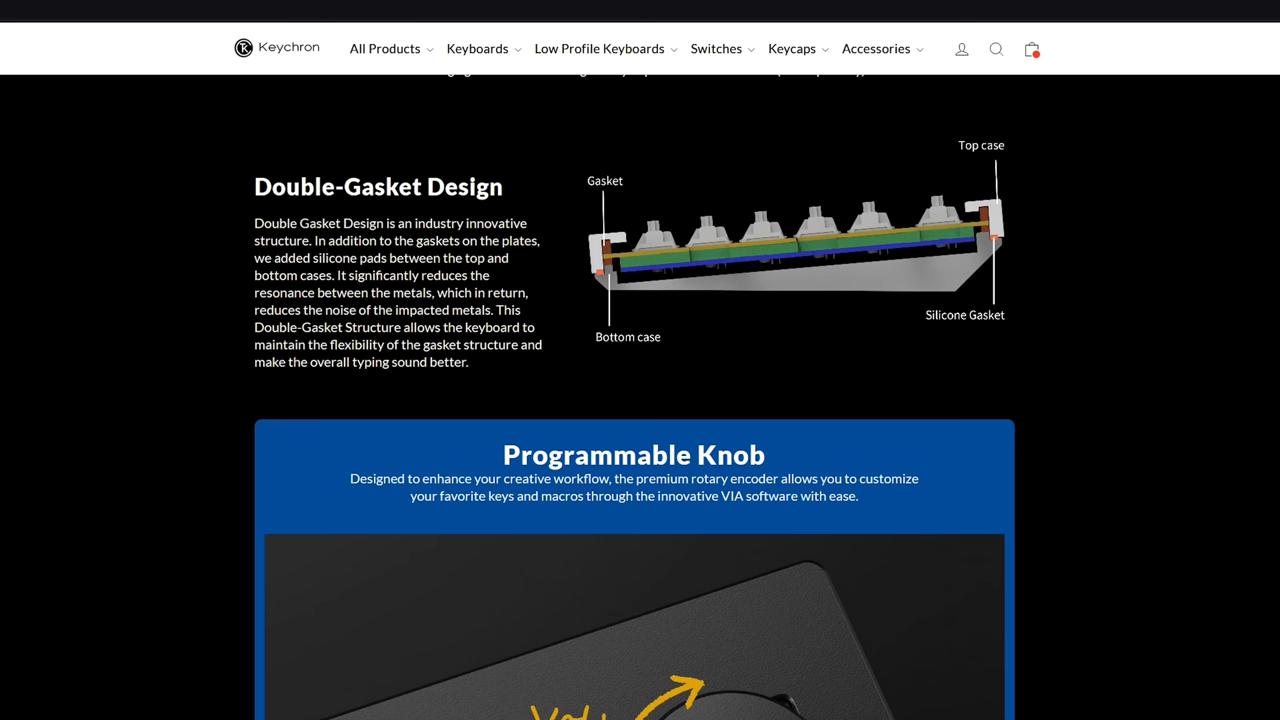 Keychron
All Products
Keyboards
Low Profile Keyboards
Switches
Keycaps
Accessories
Top case
Gasket
Double-Gasket Design
Double Gasket Design is an industry innovative
structure. In addition to the gaskets on the plates,
we added silicone pads between the top and
bottom cases. It significantly reduces the
resonance between the metals, which in return,
reduces the noise of the impacted metals. This
Double-Gasket Structure allows the keyboard to
maintain the flexibility of the gasket structure and
make the overall typing sound better.
Silicone Gasket
Bottom case
Programmable Knob
Designed to enhance your creative workflow, the premium rotary encoder allows you to customize
your favorite keys and macros through the innovative VIA software with ease.